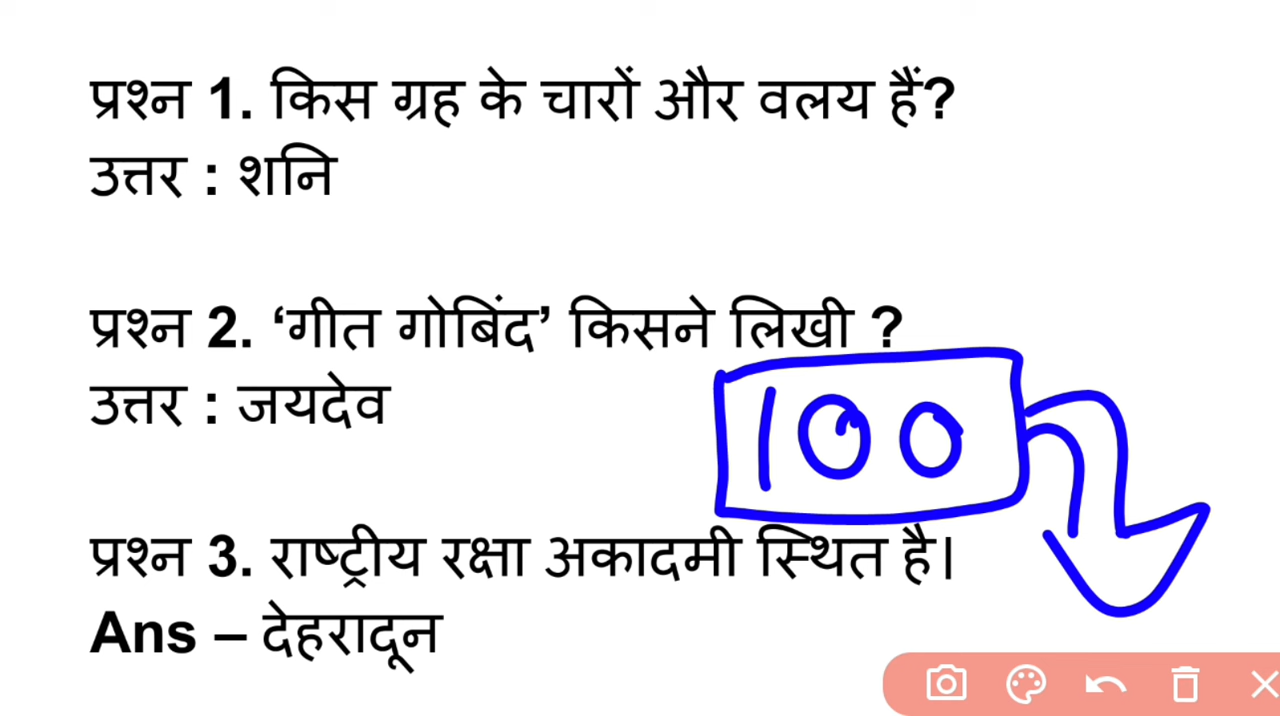 प्रश्न 1. किस ग्रह के चारों और वलय हैं?
उत्तर : शनि
प्रश्न 2. ‘गीत गोबिंद’ किसने लिखी ?
उत्तर : जयदेव
100
प्रश्न 3. राष्ट्रीय रक्षा अकादमी स्थित है।
Ans – देहरादून